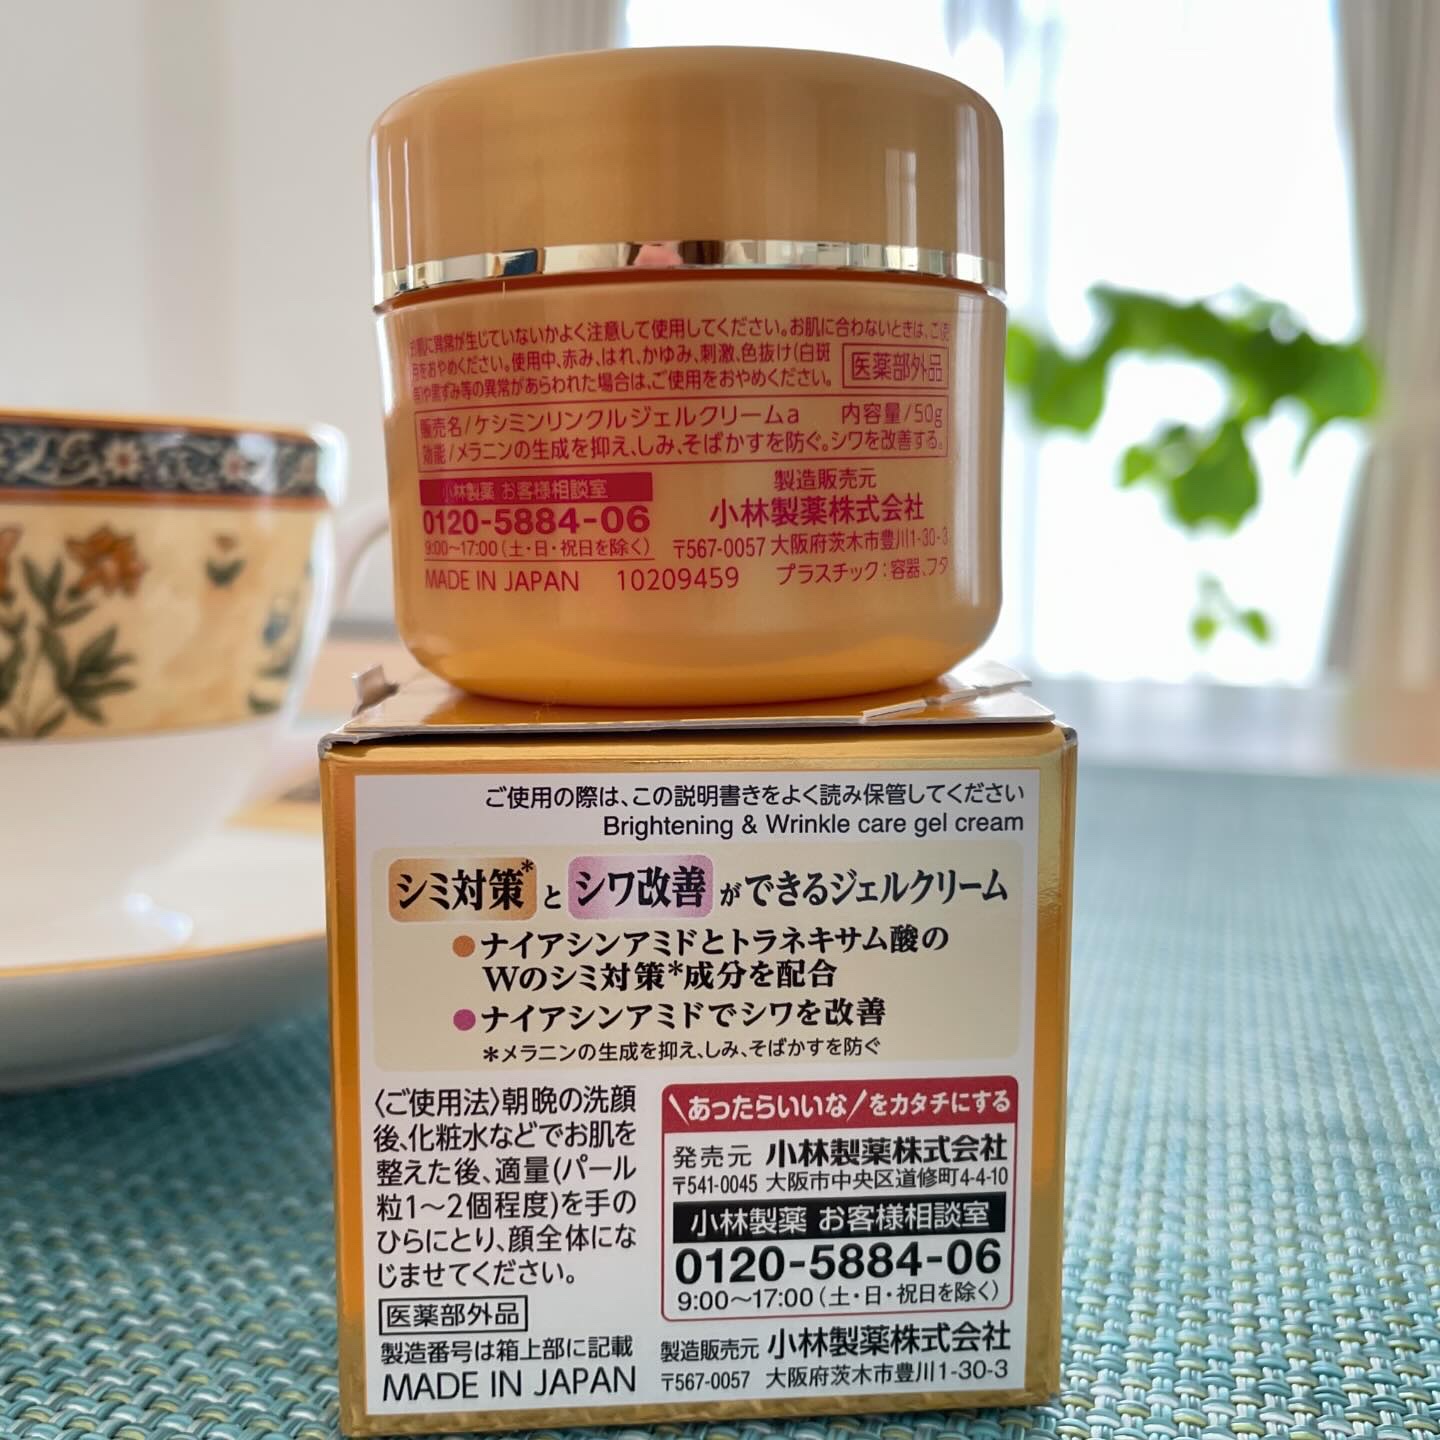 お肌に異常が生じていないかよく注意して使用してください。お肌に合わないときは、ご使
用をおやめください。使用中、赤み、はれ、かゆみ、刺激、色抜け(白斑
等)や黒ずみ等の異常があらわれた場合は、ご使用をおやめください。
医薬部外品
販売名/ケシミンリンクルジェルクリームa 内容量/50g
効能/メラニンの生成を抑え、しみ、そばかすを防ぐ。シワを改善する。
小林製薬 お客様相談室
0120-5884-06
9:00～17:00(土・日・祝日を除く)
製造販売元
小林製薬株式会社
〒567-0057 大阪府茨木市豊川1-30-3
MADE IN JAPAN 10209459 プラスチック:容器、フタ
ご使用の際は、この説明書きをよく読み保管してください
Brightening & Wrinkle care gel cream
シミ対策*とシワ改善ができるジェルクリーム
●ナイアシンアミドとトラネキサム酸の
Wのシミ対策*成分を配合
●ナイアシンアミドでシワを改善
*メラニンの生成を抑え、しみ、そばかすを防ぐ
〈ご使用法〉朝晩の洗顔
後、化粧水などでお肌を
整えた後、適量(パール
粒1～2個程度)を手の
ひらにとり、顔全体にな
じませてください。
医薬部外品
製造番号は箱上部に記載
MADE IN JAPAN
\あったらいいな/をカタチにする
発売元 小林製薬株式会社
〒541-0045 大阪市中央区道修町4-4-10
小林製薬 お客様相談室
0120-5884-06
9:00～17:00(土・日・祝日を除く)
製造販売元 小林製薬株式会社
〒567-0057 大阪府茨木市豊川1-30-3